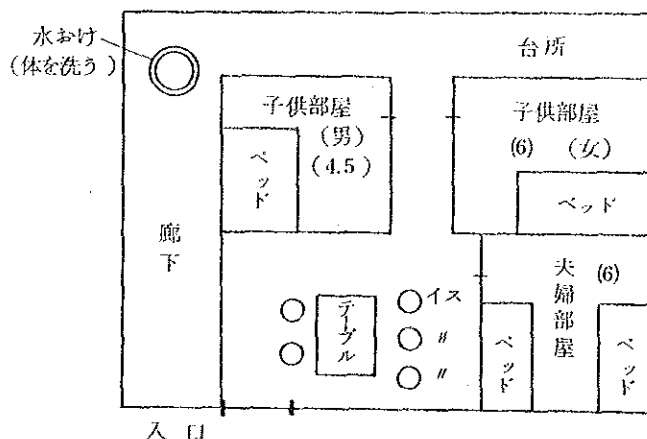 水おけ
(体を洗う)
台所
子供部屋
(男)
(4.5)
ベッド
子供部屋
(6) (女)
ベッド
廊下
夫婦部屋
(6)
テーブル
イス
〃
〃
ベッド
ベッド
入口